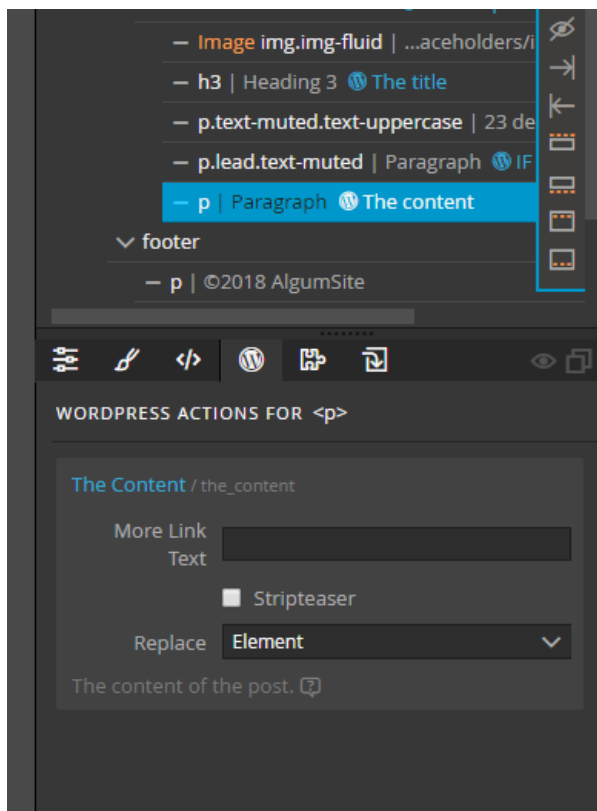 — Image img.img-fluid | ...aceholders/i
— h3 | Heading 3 The title
— p.text-muted.text-uppercase | 23 de
— p.lead.text-muted | Paragraph IF
— p | Paragraph The content
footer
— p | ©2018 AlgumSite
WORDPRESS ACTIONS FOR <p>
The Content / the_content
More Link
Text
Stripteaser
Replace Element
The content of the post.